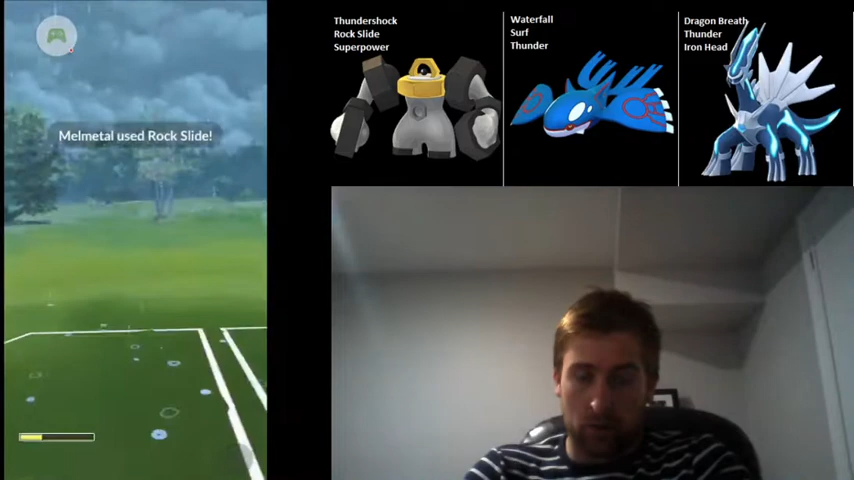 Thundershock
Rock Slide
Superpower
Waterfall
Surf
Thunder
Dragon Breath
Thunder
Iron Head
Melmetal used Rock Slide!